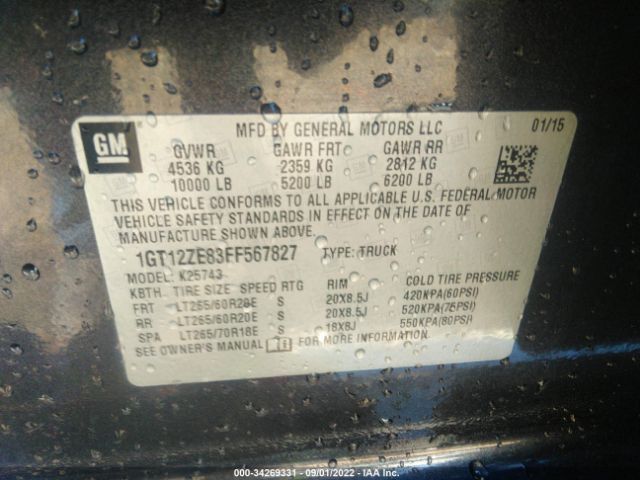 GM
MFD BY GENERAL MOTORS LLC 01/15
GVWR GAWR FRT GAWR RR
4536 KG 2359 KG 2812 KG
10000 LB 5200 LB 6200 LB
THIS VEHICLE CONFORMS TO ALL APPLICABLE U.S. FEDERAL MOTOR
VEHICLE SAFETY STANDARDS IN EFFECT ON THE DATE OF
MANUFACTURE SHOWN ABOVE.
1GT12ZE83FF567827 TYPE: TRUCK
MODEL: K25743
KBTH TIRE SIZE SPEED RTG RIM COLD TIRE PRESSURE
FRT LT265/60R20E S 20X8.5J 420KPA(60PSI)
RR LT265/60R20E S 20X8.5J 520KPA(75PSI)
SPA LT265/70R18E S 18X8J 550KPA(80PSI)
SEE OWNER'S MANUAL FOR MORE INFORMATION.
000 - 34269331 - 09/01/2022 - IAA Inc.